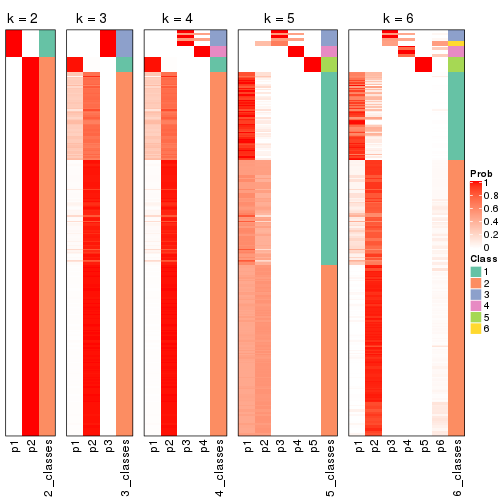 k = 2
k = 3
k = 4
k = 5
k = 6
p1
p2
2_classes
p1
p2
p3
3_classes
p1
p2
p3
p4
4_classes
p1
p2
p3
p4
p5
5_classes
p1
p2
p3
p4
p5
p6
6_classes
Prob
1
0.8
0.6
0.4
0.2
0
Class
1
2
3
4
5
6